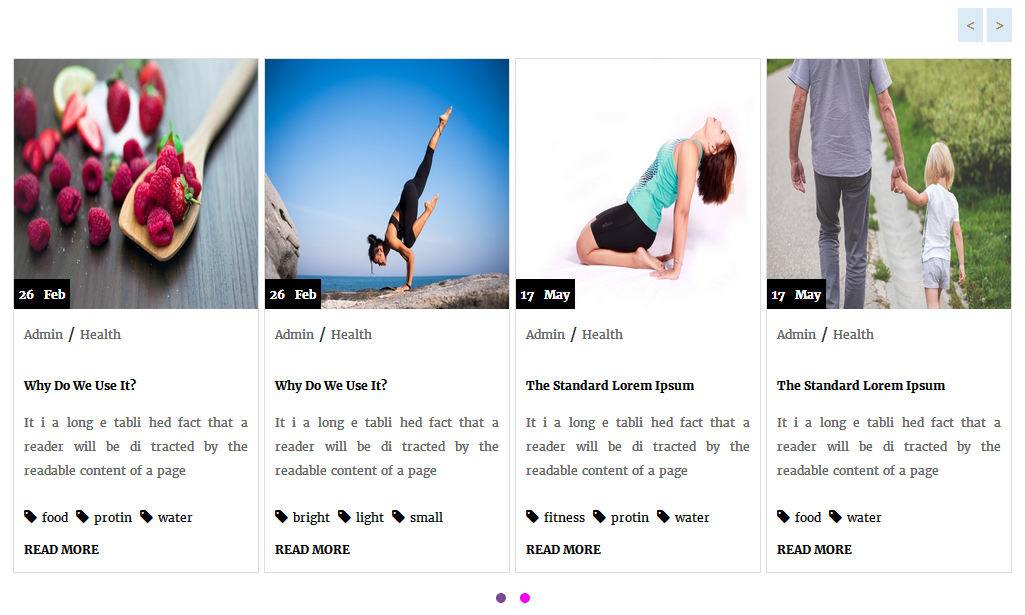 < >
26 Feb
Admin / Health
Why Do We Use It?
It i a long e tabli hed fact that a
reader will be di tracted by the
readable content of a page
food protin water
READ MORE
26 Feb
Admin / Health
Why Do We Use It?
It i a long e tabli hed fact that a
reader will be di tracted by the
readable content of a page
bright light small
READ MORE
17 May
Admin / Health
The Standard Lorem Ipsum
It i a long e tabli hed fact that a
reader will be di tracted by the
readable content of a page
fitness protin water
READ MORE
17 May
Admin / Health
The Standard Lorem Ipsum
It i a long e tabli hed fact that a
reader will be di tracted by the
readable content of a page
food water
READ MORE